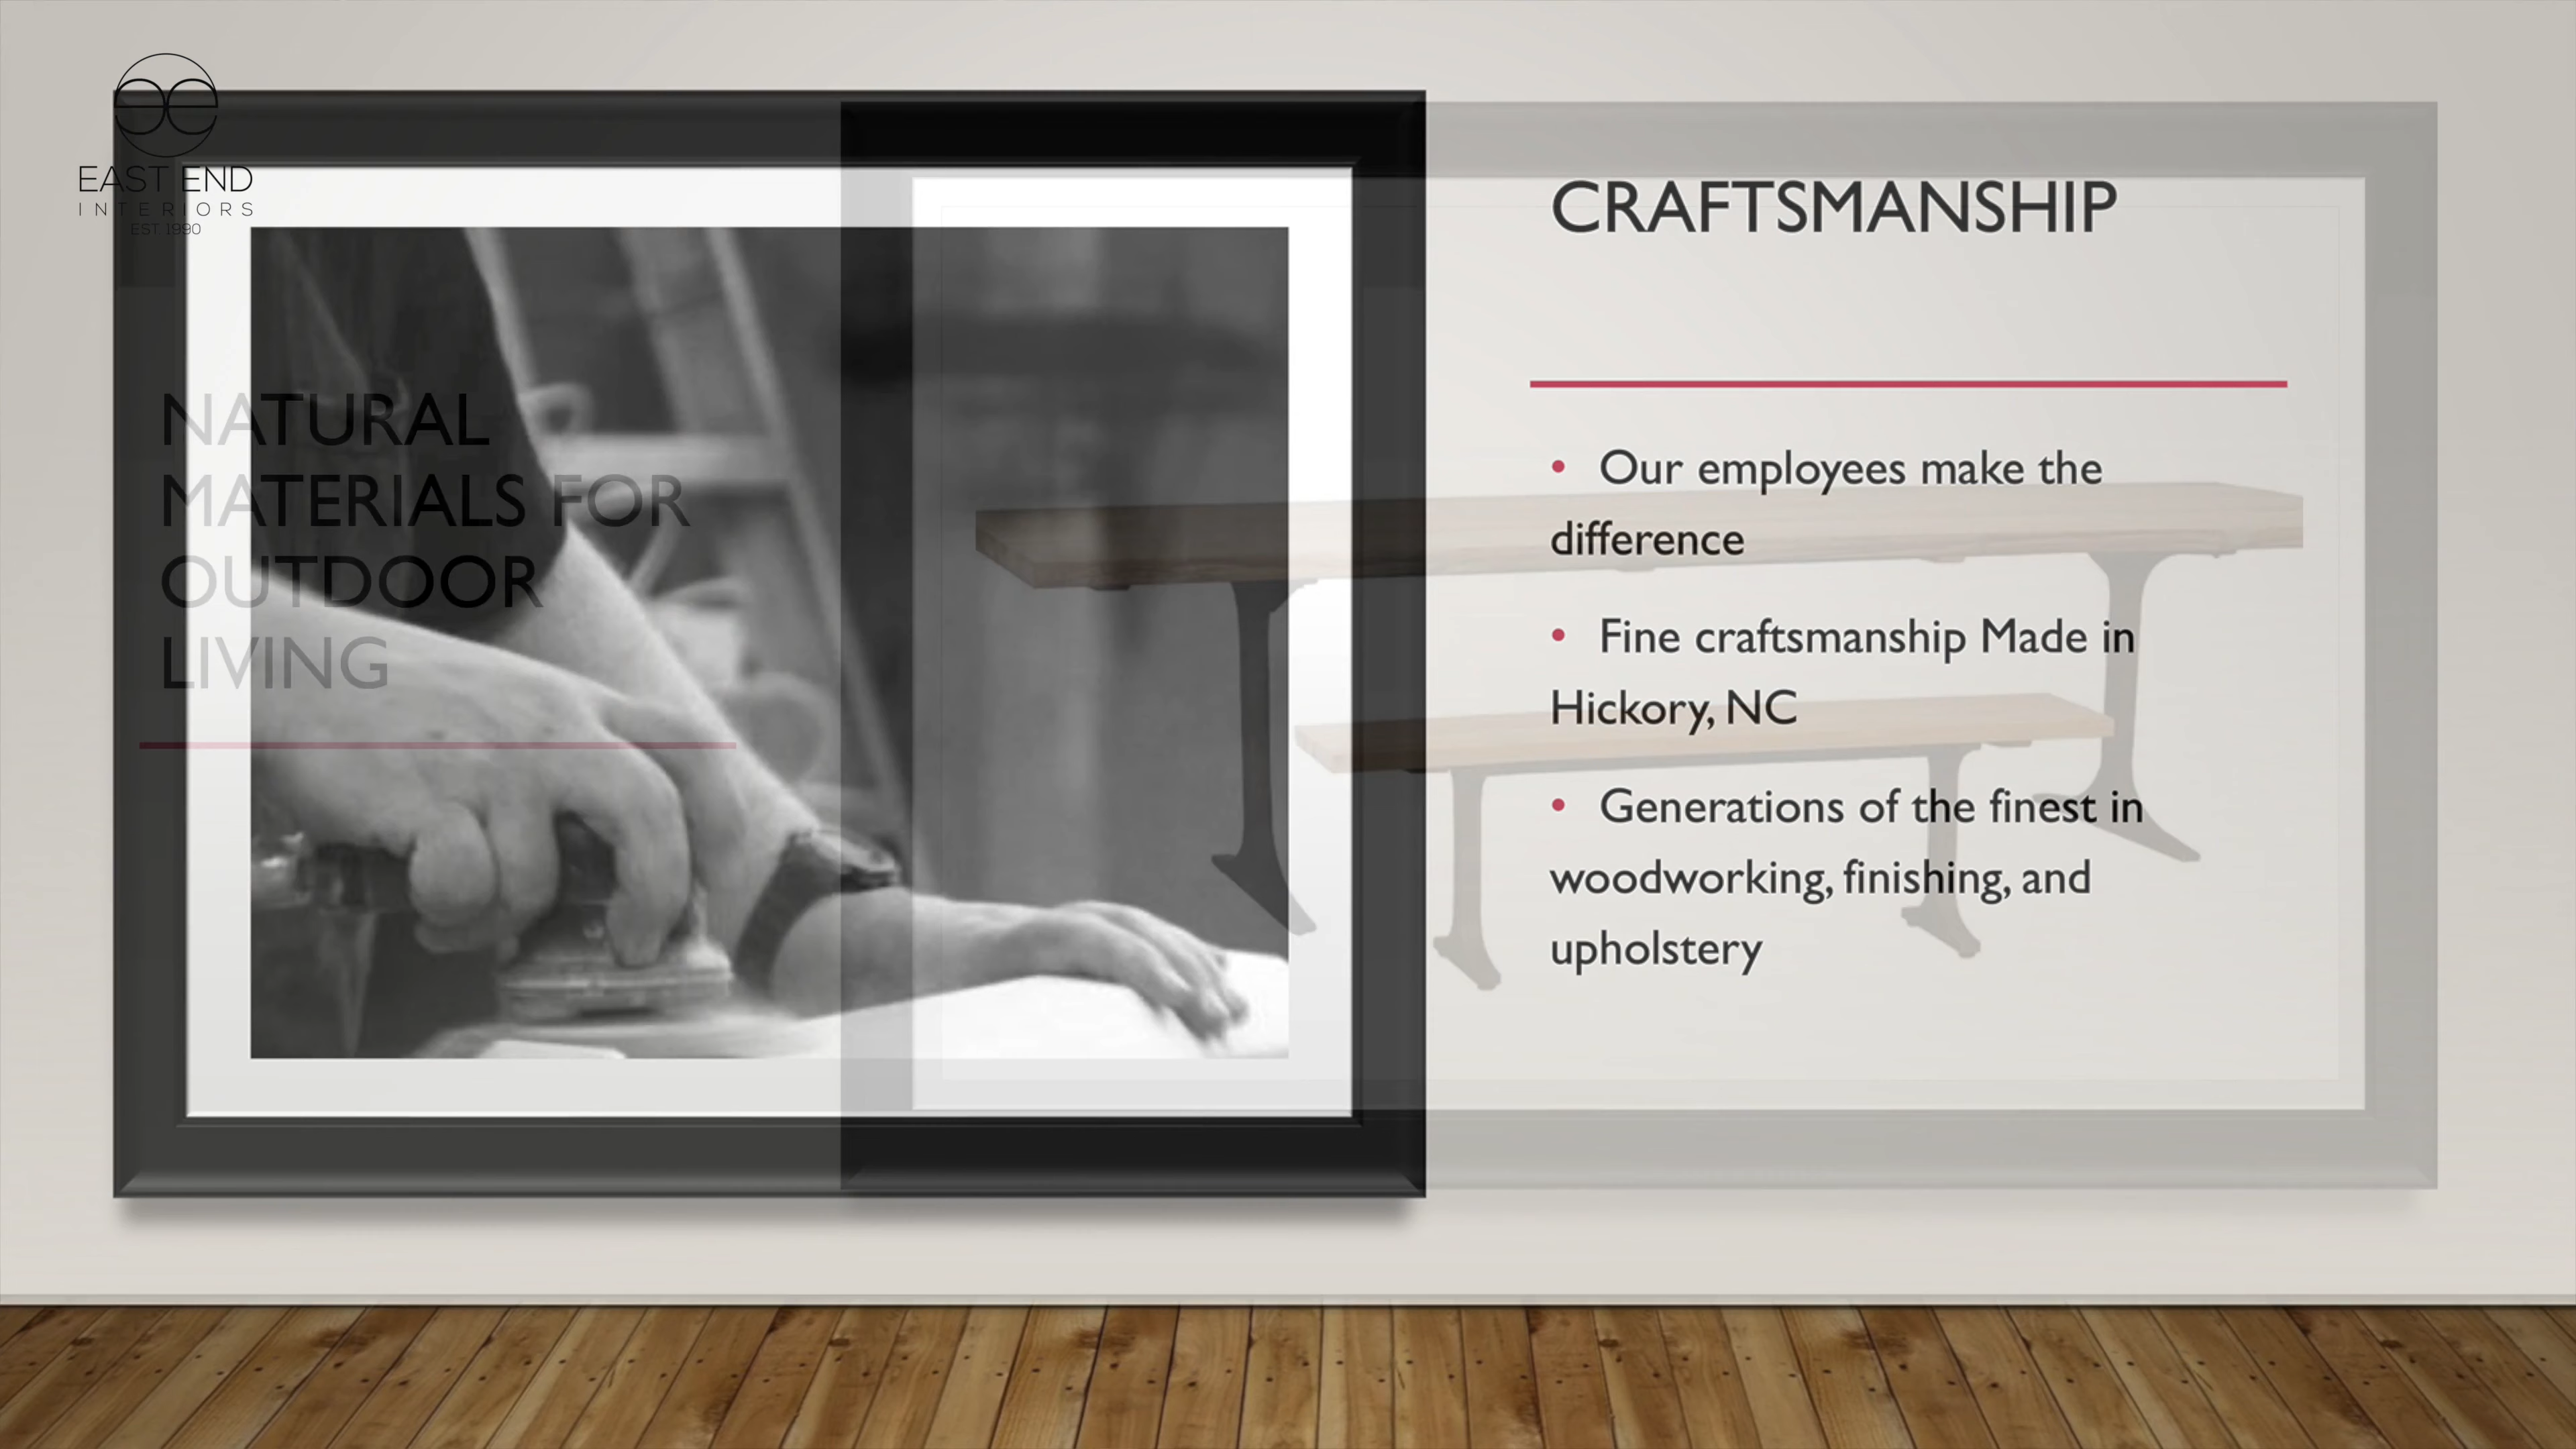 EAST END
INTERIORS
EST 1990
NATURAL
MATERIALS FOR
OUTDOOR
LIVING
CRAFTSMANSHIP
• Our employees make the
difference
• Fine craftsmanship Made in
Hickory, NC
• Generations of the finest in
woodworking, finishing, and
upholstery